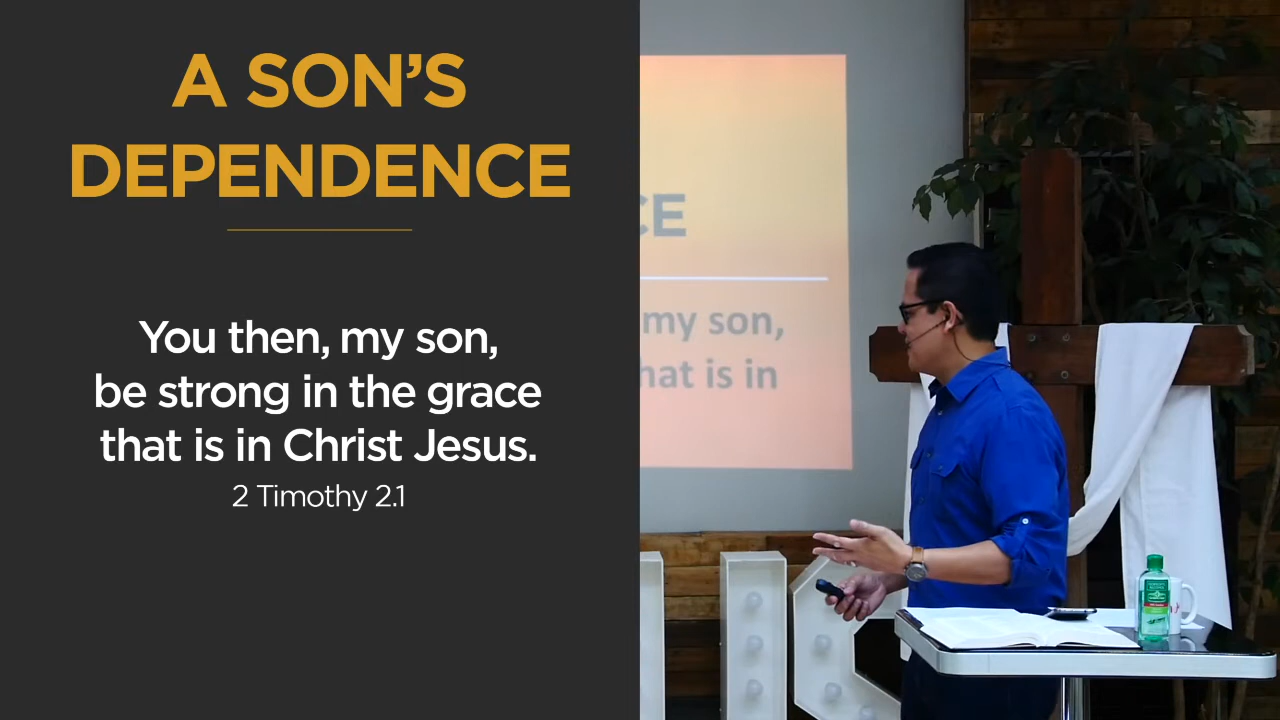 A SON’S
DEPENDENCE
You then, my son,
be strong in the grace
that is in Christ Jesus.
2 Timothy 2.1
CE
my son,
hat is in